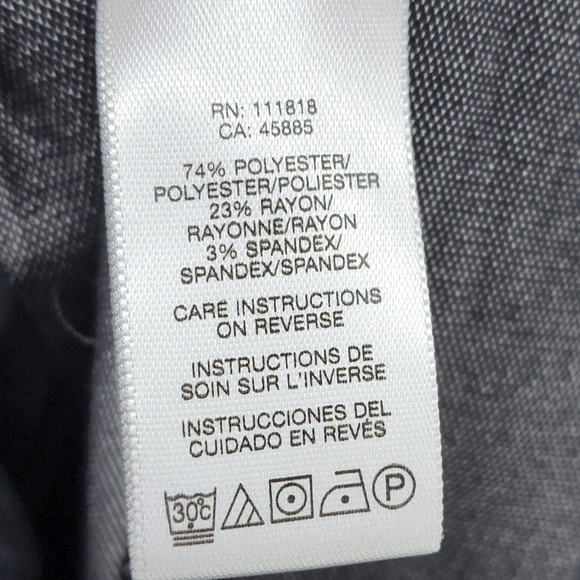 RN: 111818
CA: 45885
74% POLYESTER/
POLYESTER/POLIESTER
23% RAYON/
RAYONNE/RAYON
3% SPANDEX/
SPANDEX/SPANDEX
CARE INSTRUCTIONS
ON REVERSE
INSTRUCTIONS DE
SOIN SUR L'INVERSE
INSTRUCCIONES DEL
CUIDADO EN REVÉS
30°C P